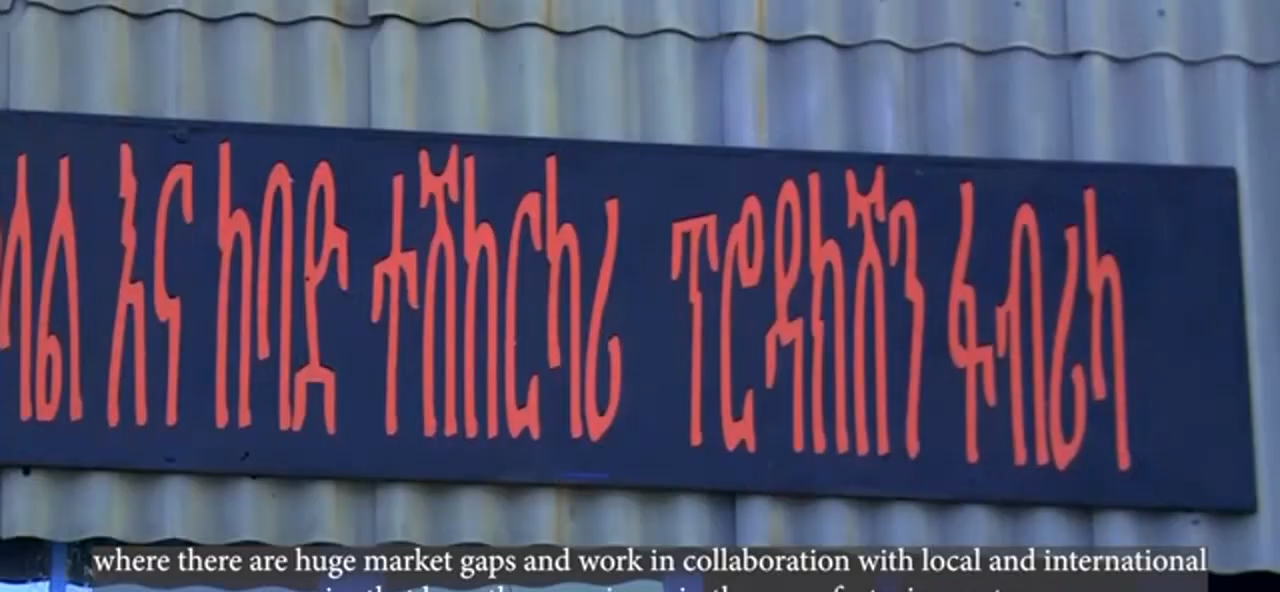 እና ከባድ ተሽከርካሪ ፕሮዳክሽን ፋብሪካ
where there are huge market gaps and work in collaboration with local and international